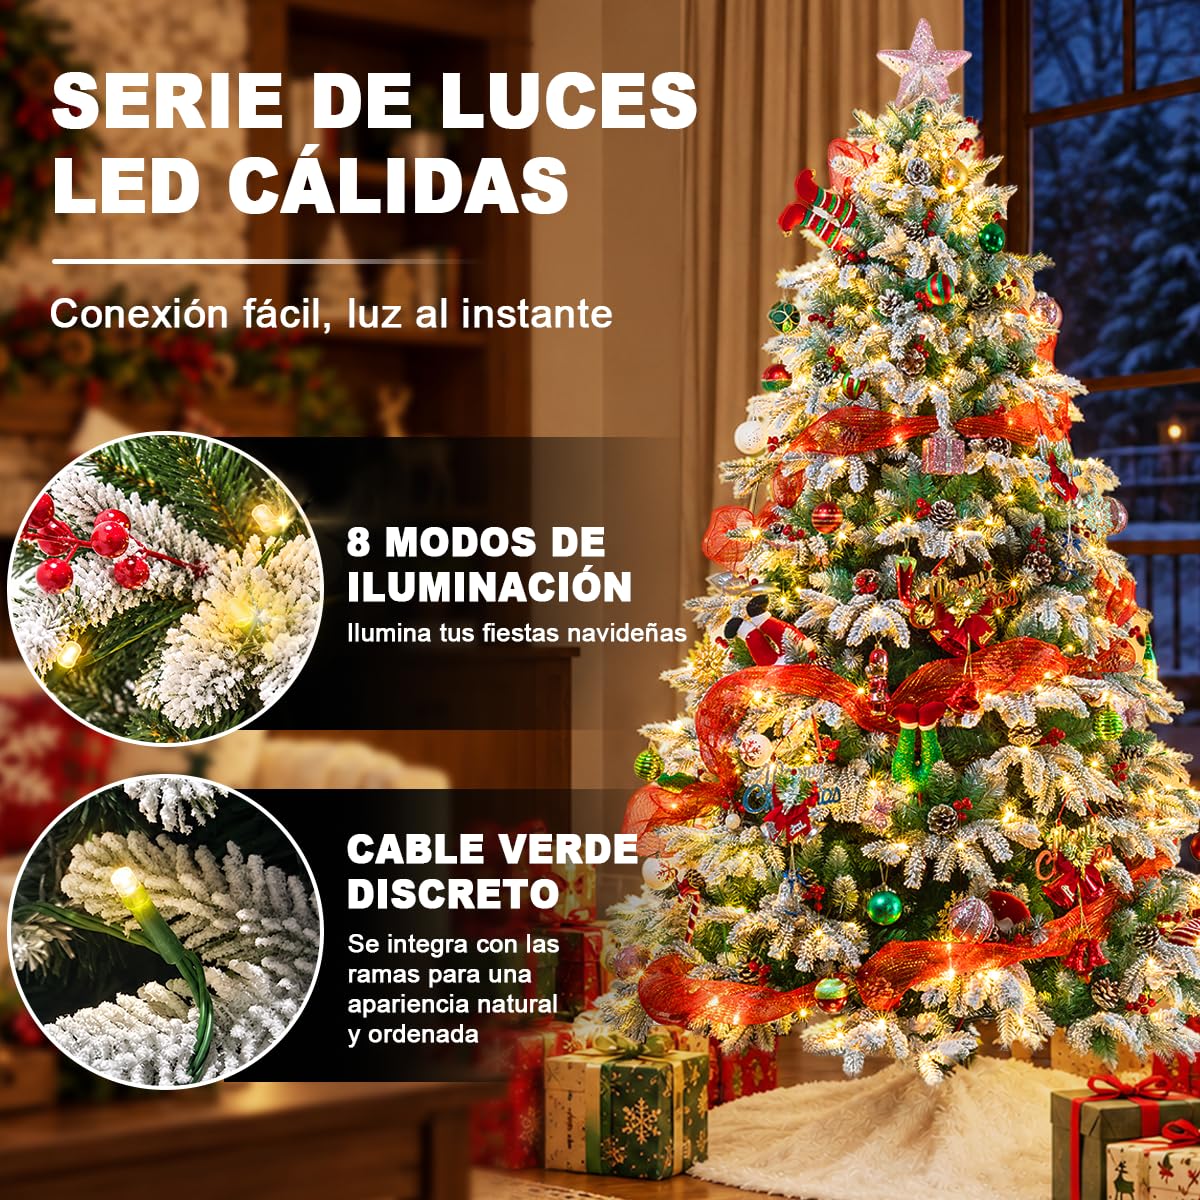 SERIE DE LUCES
LED CÁLIDAS
Conexión fácil, luz al instante
8 MODOS DE
ILUMINACIÓN
Ilumina tus fiestas navideñas
CABLE VERDE
DISCRETO
Se integra con las
ramas para una
apariencia natural
y ordenada